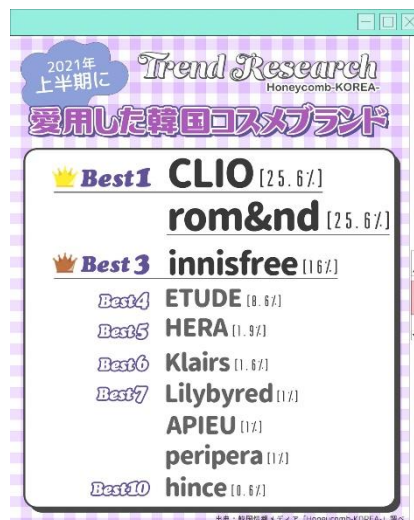 2021年
上半期に
Trend Research
Honeycomb-KOREA-
愛用した韓国コスメブランド
Best1 CLIO [25.6%]
rom&nd [25.6%]
Best3 innisfree [16%]
Best4 ETUDE [8.6%]
Best5 HERA [1.9%]
Best6 Klairs [1.6%]
Best7 Lilybyred [1%]
APIEU [1%]
peripera [1%]
Best10 hince [0.6%]